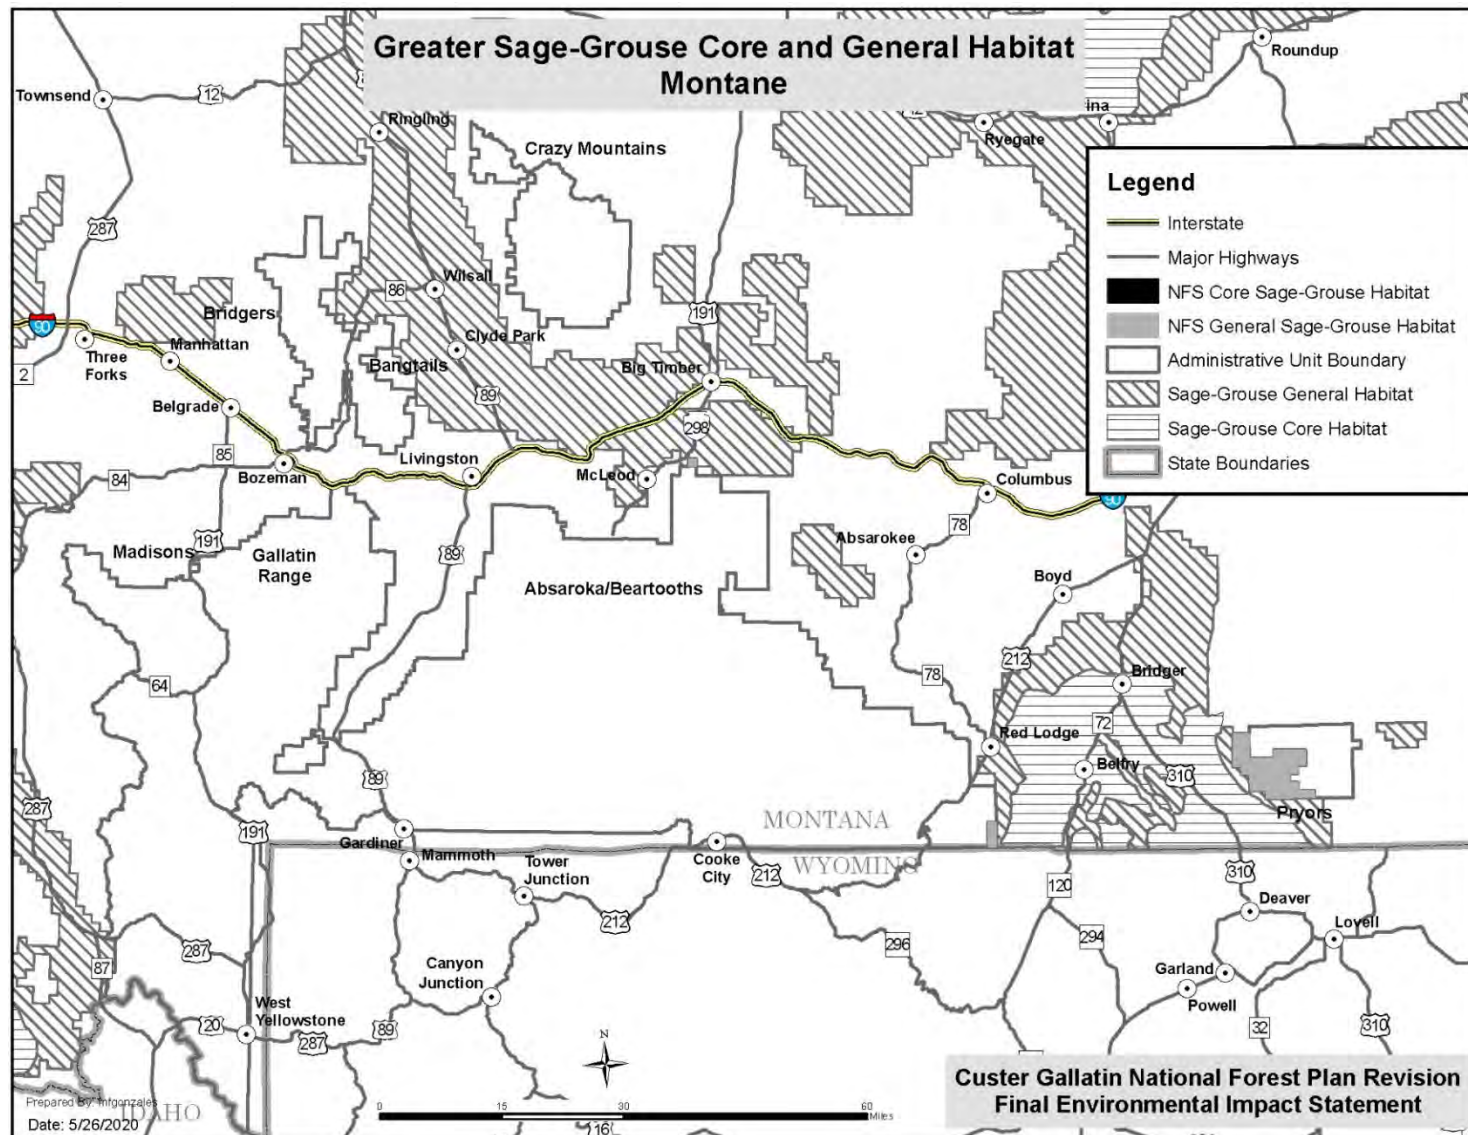 Greater Sage-Grouse Core and General Habitat
Montane
Roundup
Townsend
12
Ringling
12
Ryegate
ina
Crazy Mountains
Legend
Interstate
Major Highways
NFS Core Sage-Grouse Habitat
NFS General Sage-Grouse Habitat
Administrative Unit Boundary
Sage-Grouse General Habitat
Sage-Grouse Core Habitat
State Boundaries
287
Wilsall
86
191
Bridgers
90
Manhattan
Three
Forks
Clyde Park
Bangtails
Big Timber
2
89
Belgrade
298
85
Livingston
84
Bozeman
McLeod
Columbus
90
78
191
Absarokee
Madisons
Gallatin
Range
89
Absaroka/Beartooths
Boyd
212
78
Bridger
64
72
Red Lodge
Belfry
310
89
287
Pryors
191
MONTANA
Gardiner
Mammoth
Tower
Junction
Cooke
City
WYOMING
212
310
120
Deaver
212
Lovell
294
296
287
87
Canyon
Junction
Garland
Powell
West
Yellowstone
20
287
89
32
310
N
Custer Gallatin National Forest Plan Revision
Final Environmental Impact Statement
Prepared By: mfgonzales
IDAHO
Date: 5/26/2020
0 15 30 60
Miles
16